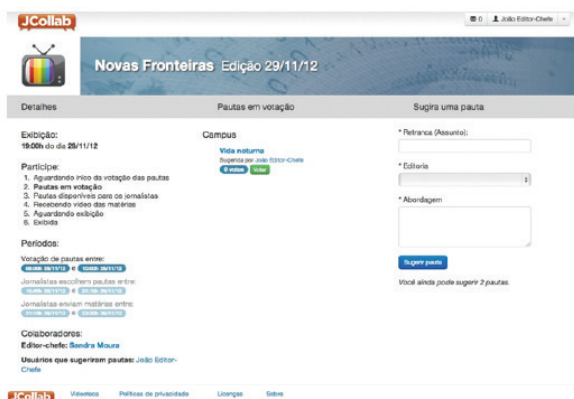 JCollab
0 João Editor-Chefe
Novas Fronteiras Edição 29/11/12
Detalhes
Pautas em votação
Sugira uma pauta
Exibição:
19:00h do dia 29/11/12
Participe:
1. Aguardando início da votação das pautas
2. Pautas em votação
3. Pautas disponíveis para os jornalistas
4. Recebendo vídeo das matérias
5. Aguardando exibição
6. Exibida
Períodos:
Votação de pautas entre:
e
Jornalistas escolhem pautas entre:
e
Jornalistas enviam matérias entre:
e
Colaboradores:
Editor-chefe: Sandra Moura
Usuários que sugeriram pautas: João Editor-
Chefe
Campus
Vida noturna
Sugerida por João Editor-Chefe
votos Votar
* Retranca (Assunto):
* Editoria
* Abordagem
Sugerir pauta
Você ainda pode sugerir 2 pautas.
JCollab Videoteca Políticas de privacidade Licenças Sobre